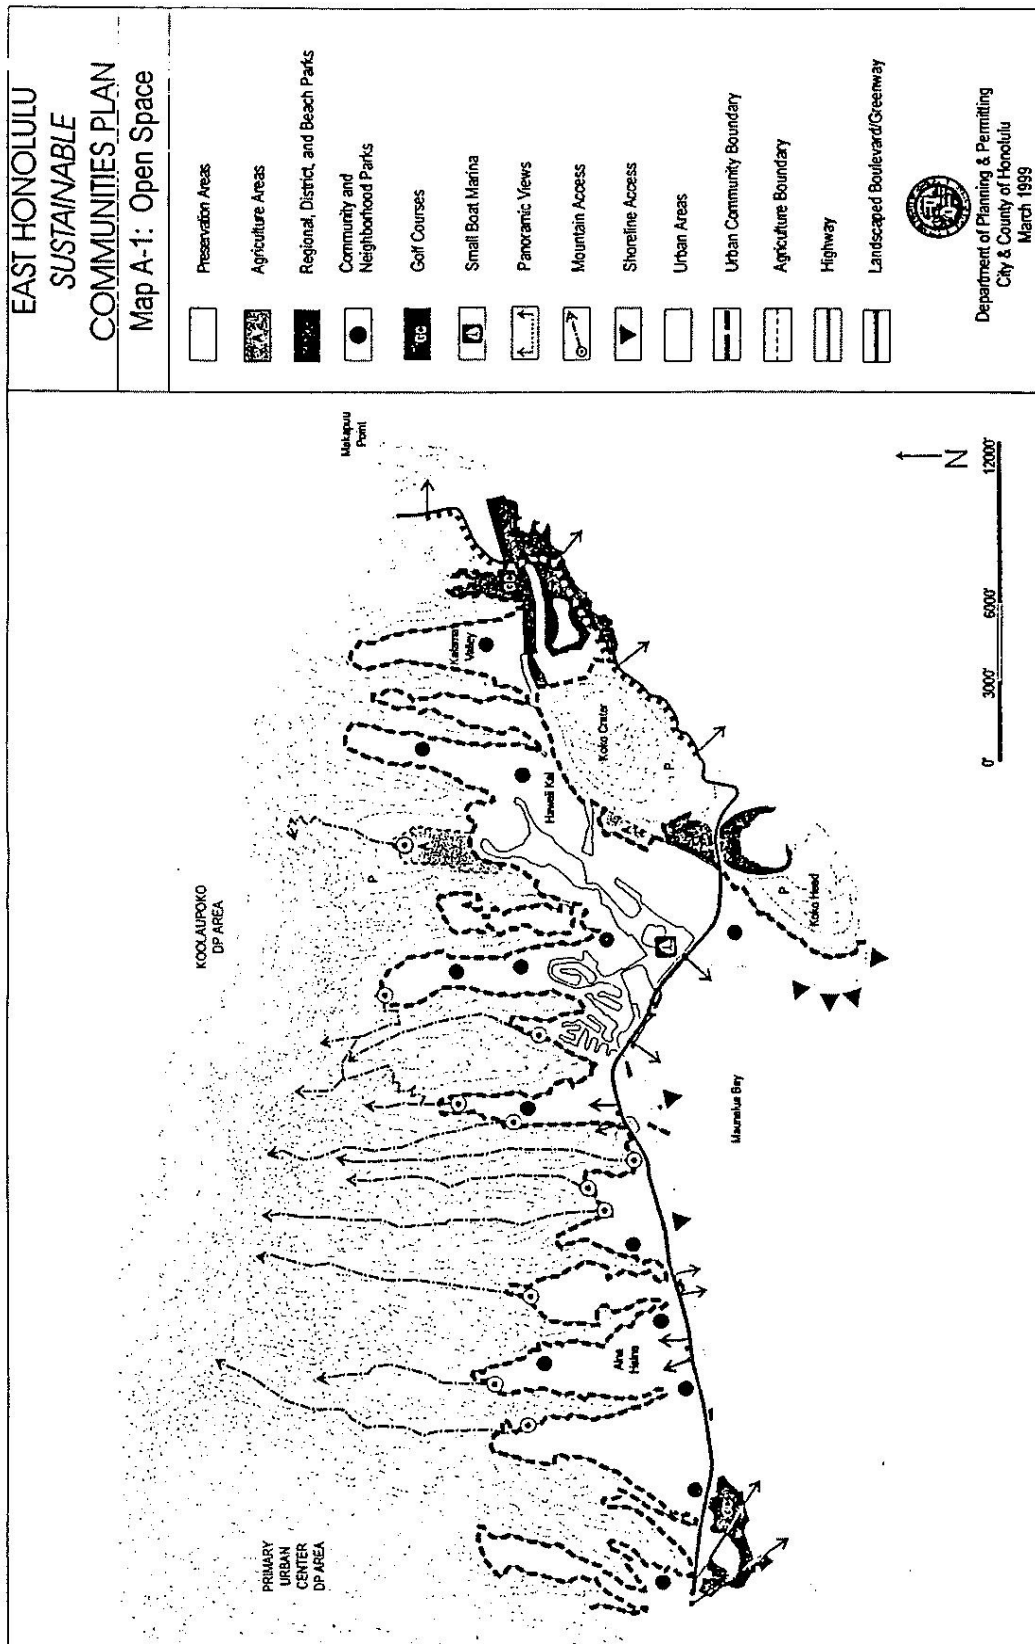 EAST HONOLULU
SUSTAINABLE
COMMUNITIES PLAN
Map A-1: Open Space
Preservation Areas
A
Agriculture Areas
Regional, District, and Beach Parks
Community and
Neighborhood Parks
GC
Golf Courses
Small Boat Marina
Panoramic Views
Mountain Access
Shoreline Access
Urban Areas
Urban Community Boundary
Agriculture Boundary
Highway
Landscaped Boulevard/Greenway
Department of Planning & Permitting
City & County of Honolulu
March 1999
PRIMARY
URBAN
CENTER
DP AREA
KOOLAUPOKO
DP AREA
Makapuu
Point
Kalama
Valley
GC
P
A
Hawaii Kai
Koko Crater
P
A
P
Koko Head
Maunalua Bay
Aina
Haina
GC
N
0'
3000'
6000'
12000'